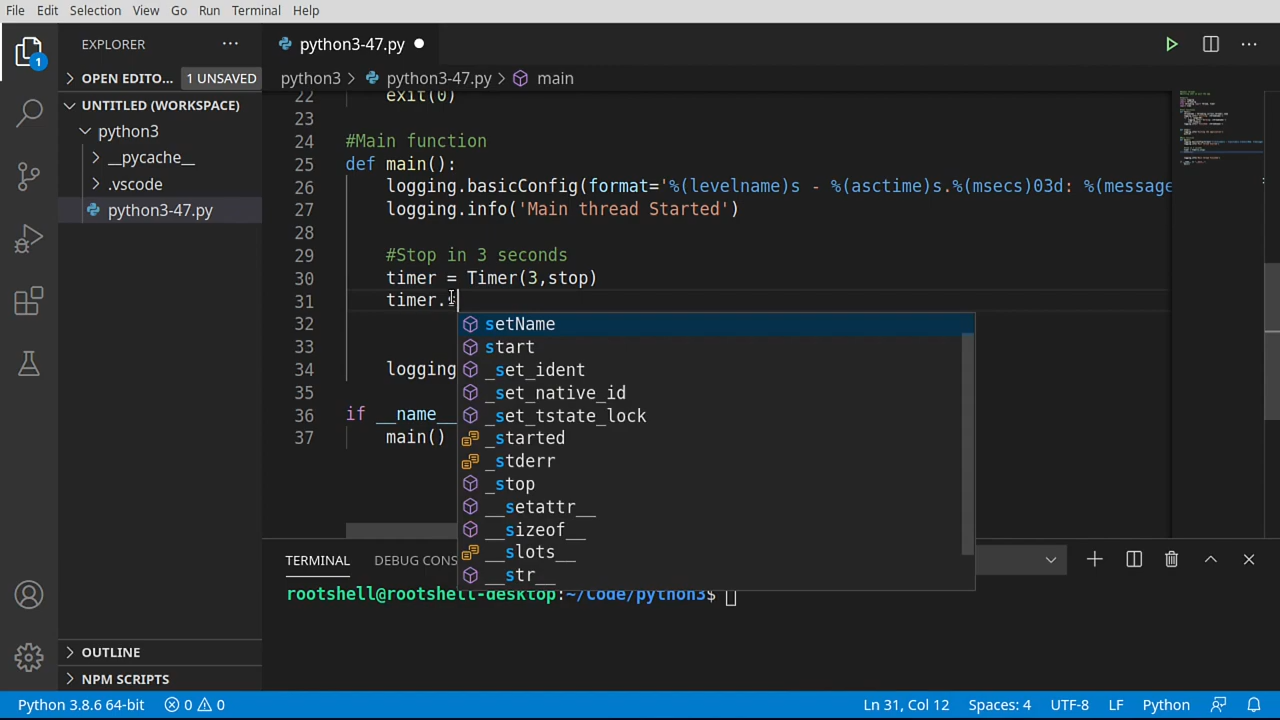 File Edit Selection View Go Run Terminal Help
EXPLORER
OPEN EDITO... 1 UNSAVED
UNTITLED (WORKSPACE)
python3
__pycache__
.vscode
python3-47.py
OUTLINE
NPM SCRIPTS
1
python3-47.py
python3 > python3-47.py > main
22 exit(0)
23
24 #Main function
25 def main():
26 logging.basicConfig(format='%(levelname)s - %(asctime)s.%(msecs)03d: %(message
27 logging.info('Main thread Started')
28
29 #Stop in 3 seconds
30 timer = Timer(3,stop)
31 timer.s
32
33
34 logging
35
36 if __name__
37 main()
setName
start
_set_ident
_set_native_id
_set_tstate_lock
_started
_stderr
_stop
__setattr__
__sizeof__
__slots__
__str__
TERMINAL DEBUG CONS
rootshell@rootshell-desktop:~/Code/python3$
Python 3.8.6 64-bit 0 0 Ln 31, Col 12 Spaces: 4 UTF-8 LF Python